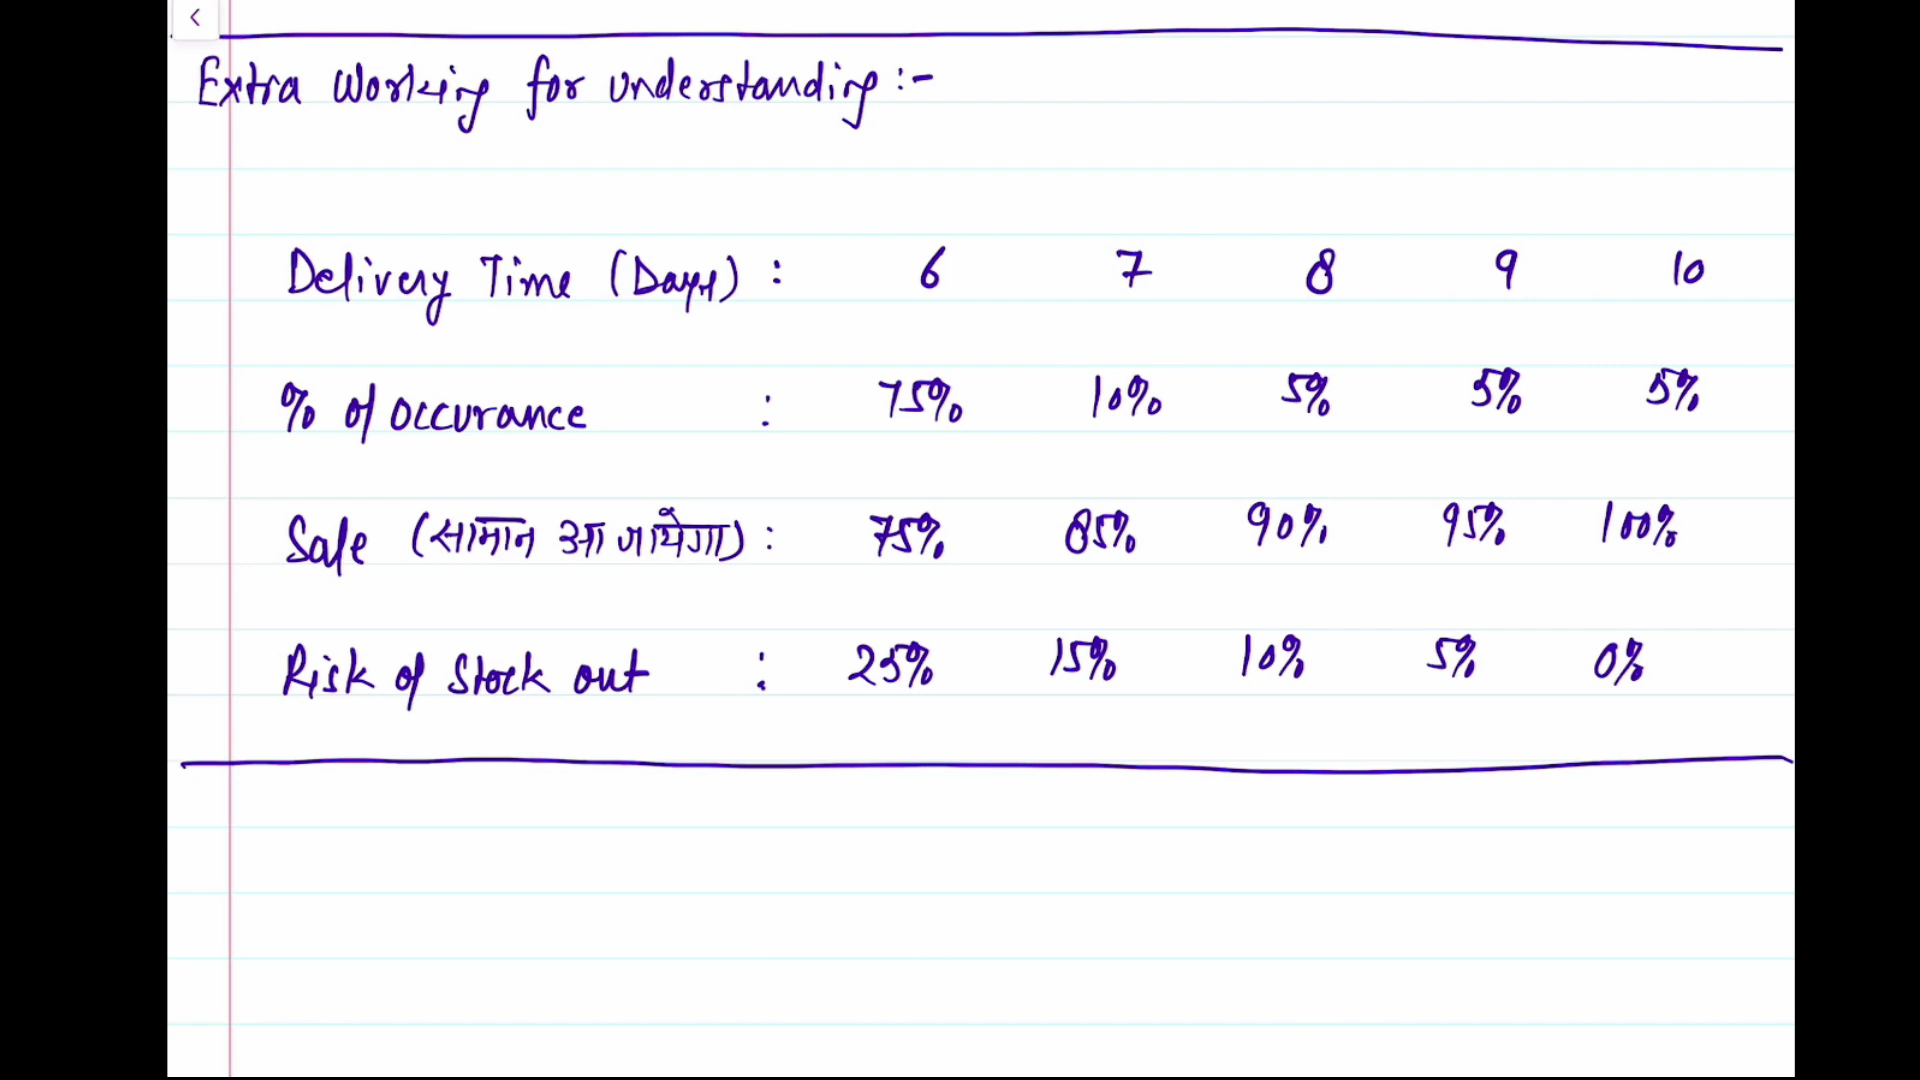 Extra Working for understanding :-
Delivery Time (Days) : 6 7 8 9 10
% of occurance : 75% 10% 5% 5% 5%
Safe (सामान आ जायेगा) : 75% 85% 90% 95% 100%
Risk of Stock out : 25% 15% 10% 5% 0%